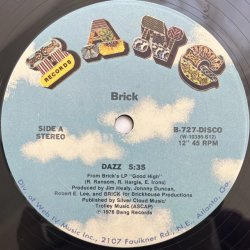 BANG
RECORDS
Brick
SIDE A
STEREO
B-727-DISCO
(W-10395-S12)
12" 45 RPM
DAZZ 5:35
From Brick's LP "Good High"
(R. Ransom, R. Hargis, E. Irons)
Produced by Jim Healy, Johnny Duncan,
Robert E. Lee, and BRICK for Brickhouse Productions
Published by Silver Cloud Music/
Trolley Music (ASCAP)
℗ 1976 Bang Records
Div. of Web IV Music Inc., 2107 Faulkner Rd., N.E., Atlanta, Ga.